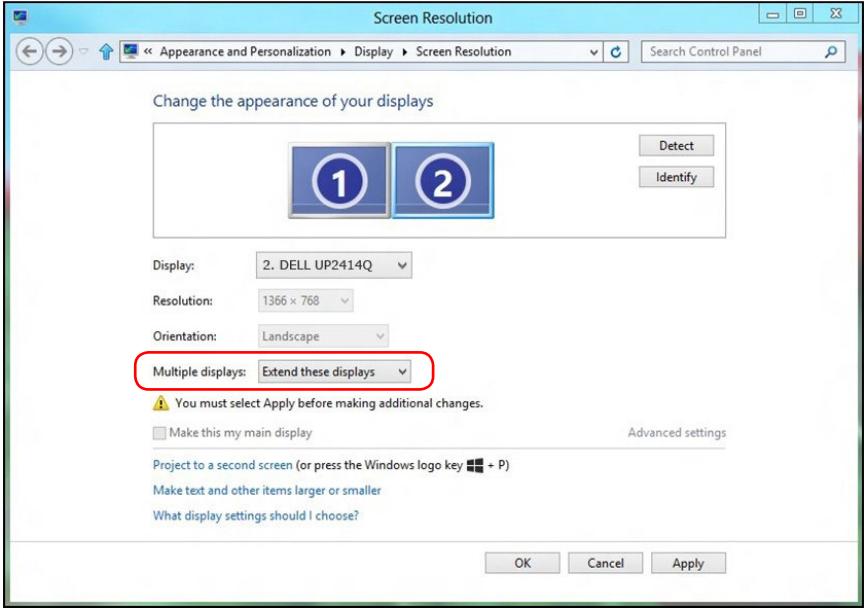 Screen Resolution
« Appearance and Personalization ▸ Display ▸ Screen Resolution
Search Control Panel
Change the appearance of your displays
1 2
Detect
Identify
Display: 2. DELL UP2414Q
Resolution: 1366 × 768
Orientation: Landscape
Multiple displays: Extend these displays
You must select Apply before making additional changes.
Make this my main display
Advanced settings
Project to a second screen (or press the Windows logo key + P)
Make text and other items larger or smaller
What display settings should I choose?
OK Cancel Apply